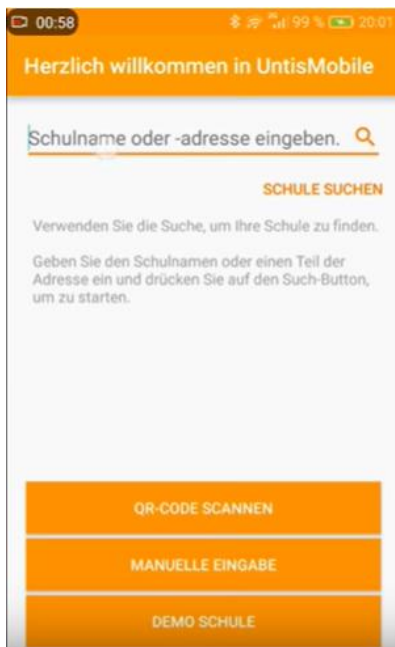 00:58 99 % 20:01
Herzlich willkommen in UntisMobile
Schulname oder -adresse eingeben.
SCHULE SUCHEN
Verwenden Sie die Suche, um Ihre Schule zu finden.
Geben Sie den Schulnamen oder einen Teil der
Adresse ein und drücken Sie auf den Such-Button,
um zu starten.
QR-CODE SCANNEN
MANUELLE EINGABE
DEMO SCHULE